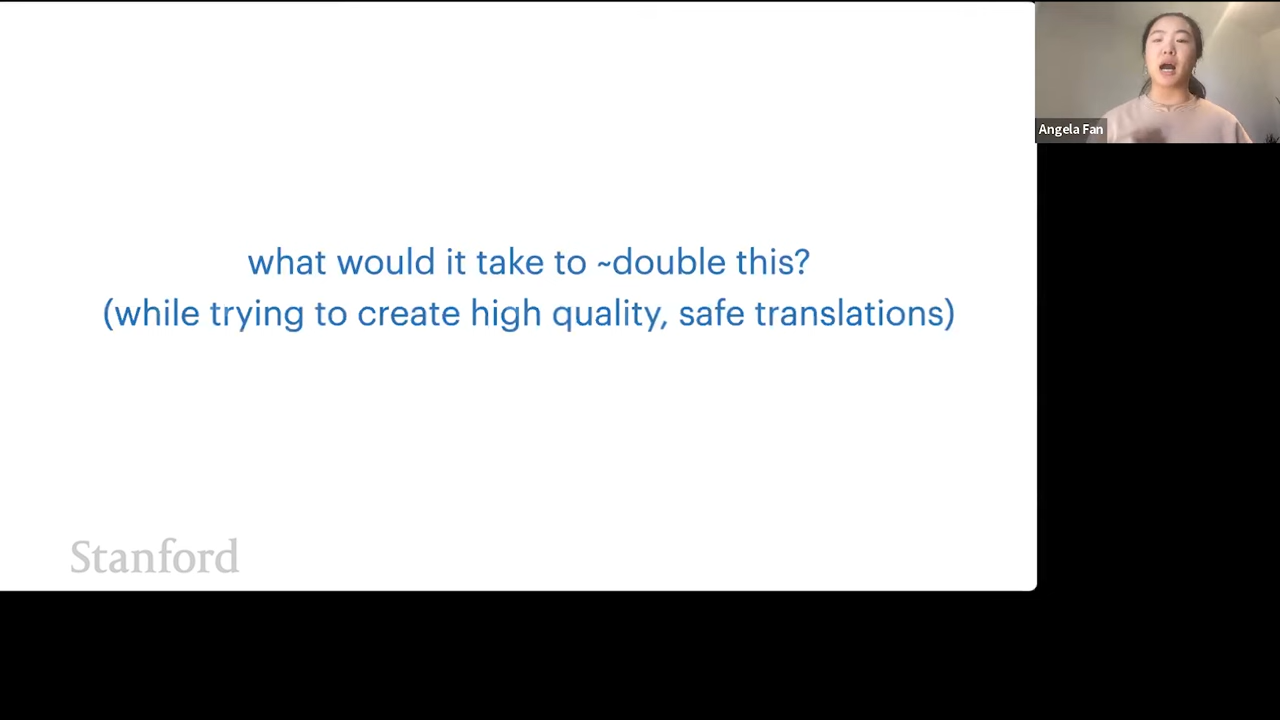 what would it take to ~double this?
(while trying to create high quality, safe translations)
Stanford
Angela Fan